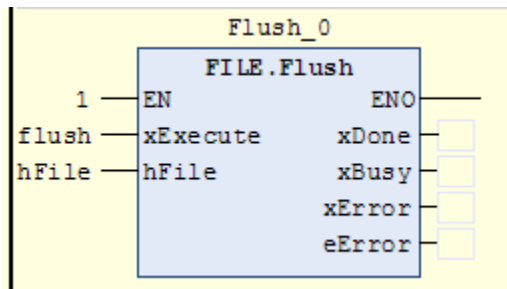 Flush_0
FILE.Flush
1 EN ENO
flush xExecute xDone
hFile hFile xBusy
xError
eError